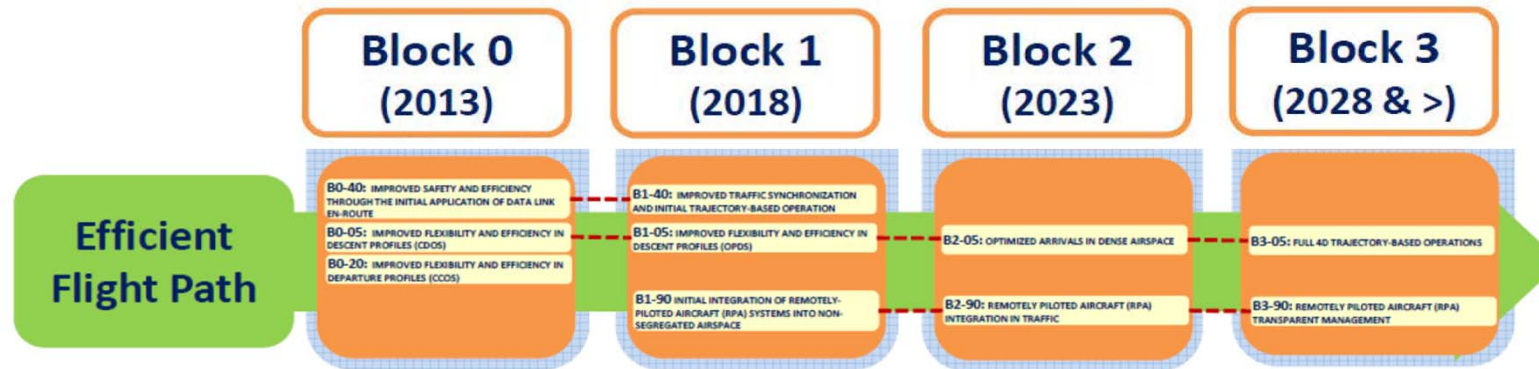 Block 0
(2013)
Block 1
(2018)
Block 2
(2023)
Block 3
(2028 & >)
Efficient
Flight Path
B0-40: IMPROVED SAFETY AND EFFICIENCY
THROUGH THE INITIAL APPLICATION OF DATA LINK
EN-ROUTE
B0-05: IMPROVED FLEXIBILITY AND EFFICIENCY IN
DESCENT PROFILES (CDOS)
B0-20: IMPROVED FLEXIBILITY AND EFFICIENCY IN
DEPARTURE PROFILES (CCOS)
B1-40: IMPROVED TRAFFIC SYNCHRONIZATION
AND INITIAL TRAJECTORY-BASED OPERATION
B1-05: IMPROVED FLEXIBILITY AND EFFICIENCY IN
DESCENT PROFILES (OPDS)
B1-90 INITIAL INTEGRATION OF REMOTELY-
PILOTED AIRCRAFT (RPA) SYSTEMS INTO NON-
SEGREGATED AIRSPACE
B2-05: OPTIMIZED ARRIVALS IN DENSE AIRSPACE
B2-90: REMOTELY PILOTED AIRCRAFT (RPA)
INTEGRATION IN TRAFFIC
B3-05: FULL 4D TRAJECTORY-BASED OPERATIONS
B3-90: REMOTELY PILOTED AIRCRAFT (RPA)
TRANSPARENT MANAGEMENT